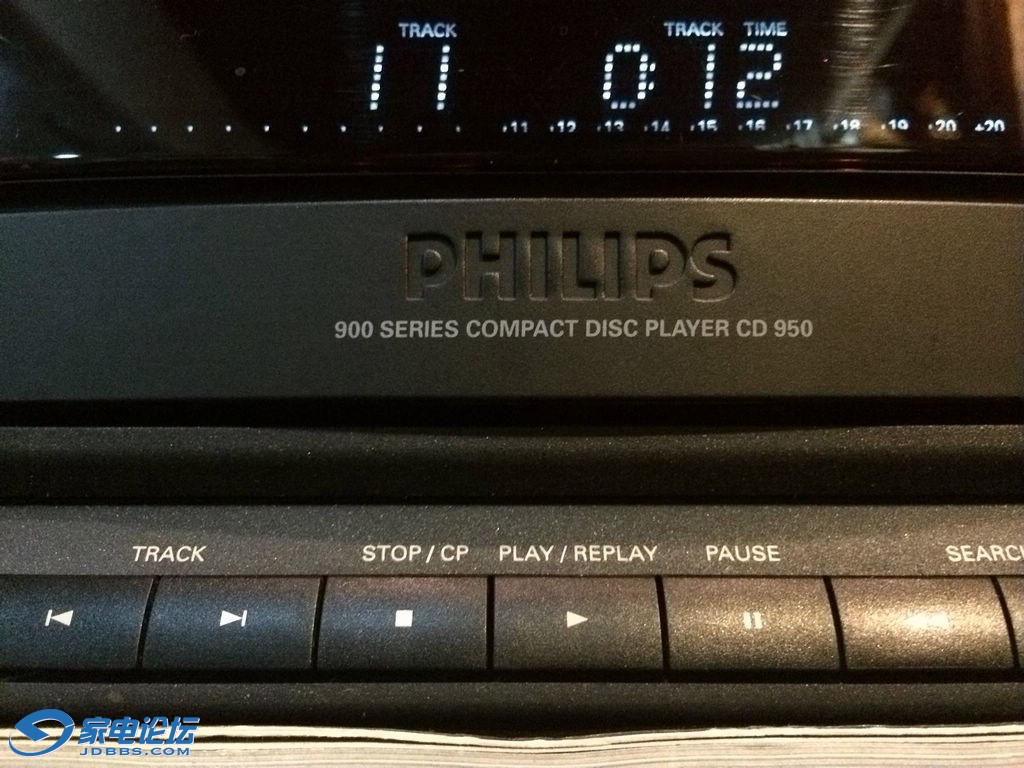 TRACK TRACK TIME
17 0 12
11 12 13 14 15 16 17 18 19 20 +20
PHILIPS
900 SERIES COMPACT DISC PLAYER CD 950
TRACK STOP / CP PLAY / REPLAY PAUSE SEARCH
家电论坛
JDBBS.COM